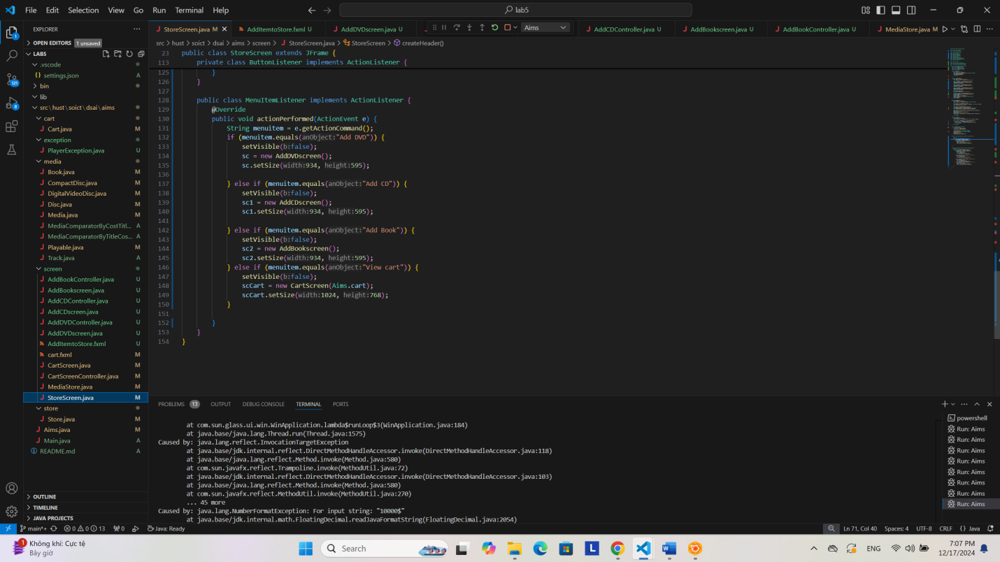 File Edit Selection View Go Run Terminal Help
lab5
EXPLORER
OPEN EDITORS 1 unsaved
LAB5
.vscode
settings.json A
bin
lib
src\hust\soict\dsai\aims
cart
Cart.java M
exception
PlayerException.java U
media
Book.java M
CompactDisc.java M
DigitalVideoDisc.java M
Disc.java M
Media.java M
MediaComparatorByCostTitl... A
MediaComparatorByTitleCos... A
Playable.java M
Track.java A
screen
AddBookController.java U
AddBookscreen.java U
AddCDController.java U
AddCDscreen.java U
AddDVDController.java U
AddDVDscreen.java U
AddItemtoStore.fxml U
cart.fxml M
CartScreen.java M
CartScreenController.java M
MediaStore.java M
StoreScreen.java M
store
Store.java M
Aims.java M
Main.java A
README.md A
OUTLINE
TIMELINE
JAVA PROJECTS
1
121
8
StoreScreen.java M
AddItemtoStore.fxml U
AddDVDscreen.java U
Aims
AddCDController.java U
AddBookscreen.java U
AddBookController.java U
MediaStore.java M
src > hust > soict > dsai > aims > screen > StoreScreen.java > StoreScreen > createHeader()
23 public class StoreScreen extends JFrame {
113 private class ButtonListener implements ActionListener {
125 }
126 }
127
128 public class MenuItemListener implements ActionListener {
129 @Override
130 public void actionPerformed(ActionEvent e) {
131 String menuitem = e.getActionCommand();
132 if (menuitem.equals(anObject:"Add DVD")) {
133 setVisible(b:false);
134 sc = new AddDVDscreen();
135 sc.setSize(width:934, height:595);
136
137 } else if (menuitem.equals(anObject:"Add CD")) {
138 setVisible(b:false);
139 sc1 = new AddCDscreen();
140 sc1.setSize(width:934, height:595);
141
142 } else if (menuitem.equals(anObject:"Add Book")) {
143 setVisible(b:false);
144 sc2 = new AddBookscreen();
145 sc2.setSize(width:934, height:595);
146 } else if (menuitem.equals(anObject:"View cart")) {
147 setVisible(b:false);
148 scCart = new CartScreen(Aims.cart);
149 scCart.setSize(width:1024, height:768);
150 }
151
152 }
153 }
154 }
PROBLEMS 13 OUTPUT DEBUG CONSOLE TERMINAL PORTS
at com.sun.glass.ui.win.WinApplication.lambda$runLoop$3(WinApplication.java:184)
at java.base/java.lang.Thread.run(Thread.java:1575)
Caused by: java.lang.reflect.InvocationTargetException
at java.base/jdk.internal.reflect.DirectMethodHandleAccessor.invoke(DirectMethodHandleAccessor.java:118)
at java.base/java.lang.reflect.Method.invoke(Method.java:580)
at com.sun.javafx.reflect.Trampoline.invoke(MethodUtil.java:72)
at java.base/jdk.internal.reflect.DirectMethodHandleAccessor.invoke(DirectMethodHandleAccessor.java:103)
at java.base/java.lang.reflect.Method.invoke(Method.java:580)
at com.sun.javafx.reflect.MethodUtil.invoke(MethodUtil.java:270)
... 45 more
Caused by: java.lang.NumberFormatException: For input string: "10000$"
at java.base/jdk.internal.math.FloatingDecimal.readJavaFormatString(FloatingDecimal.java:2054)
powershell
Run: Aims
Run: Aims
Run: Aims
Run: Aims
Run: Aims
Run: Aims
Run: Aims
Run: Aims
main*+ 0 0 13 0 Java: Ready
Ln 71, Col 40 Spaces: 4 UTF-8 CRLF {} Java
1
Không khí: Cực tệ
Bây giờ
Search
L
W
ENG
7:07 PM
12/17/2024